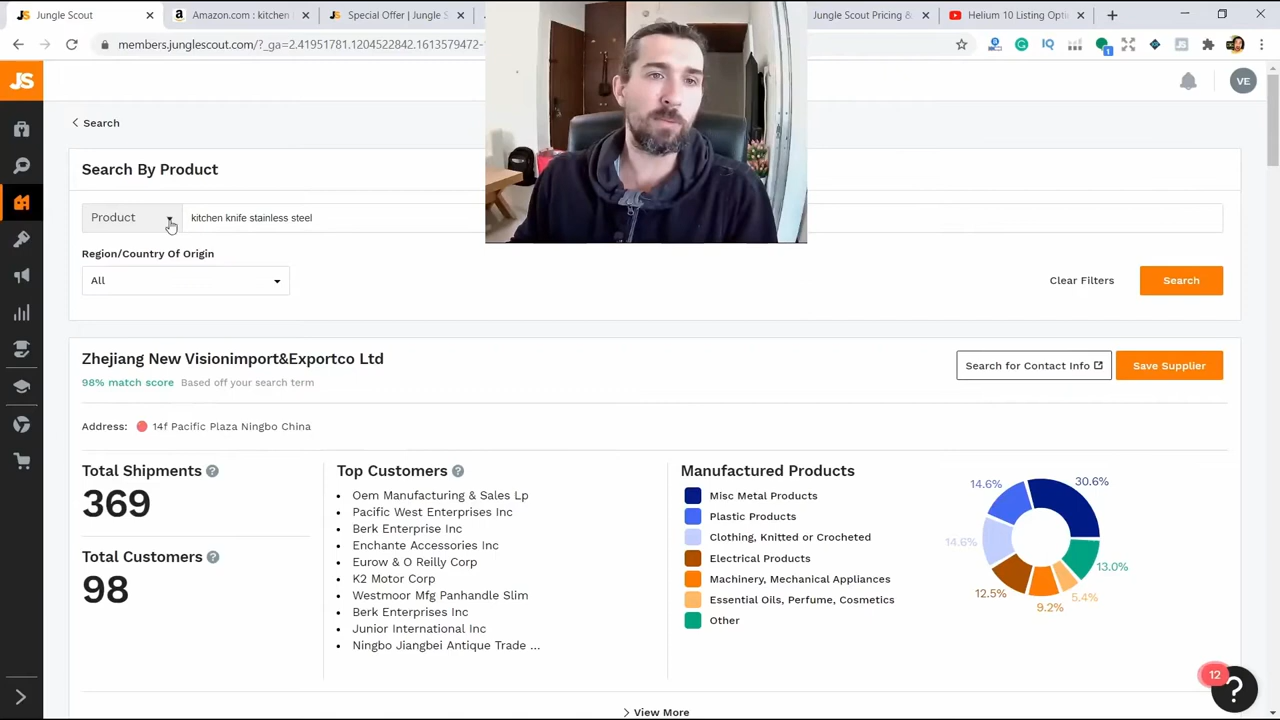 Jungle Scout
Amazon.com : kitchen
Special Offer | Jungle S
Jungle Scout Pricing &
Helium 10 Listing Opti
members.junglescout.com/?_ga=2.41951781.1204522842.1613579472-
1
JS
VE
Search
Search By Product
Product
kitchen knife stainless steel
Region/Country Of Origin
All
Clear Filters
Search
Zhejiang New Visionimport&Exportco Ltd
Search for Contact Info
Save Supplier
98% match score Based off your search term
Address: 14f Pacific Plaza Ningbo China
Total Shipments ?
369
Total Customers ?
98
Top Customers ?
Oem Manufacturing & Sales Lp
Pacific West Enterprises Inc
Berk Enterprise Inc
Enchante Accessories Inc
Eurow & O Reilly Corp
K2 Motor Corp
Westmoor Mfg Panhandle Slim
Berk Enterprises Inc
Junior International Inc
Ningbo Jiangbei Antique Trade ...
Manufactured Products
Misc Metal Products
Plastic Products
Clothing, Knitted or Crocheted
Electrical Products
Machinery, Mechanical Appliances
Essential Oils, Perfume, Cosmetics
Other
14.6%
30.6%
14.6%
13.0%
12.5%
5.4%
9.2%
View More
12
?